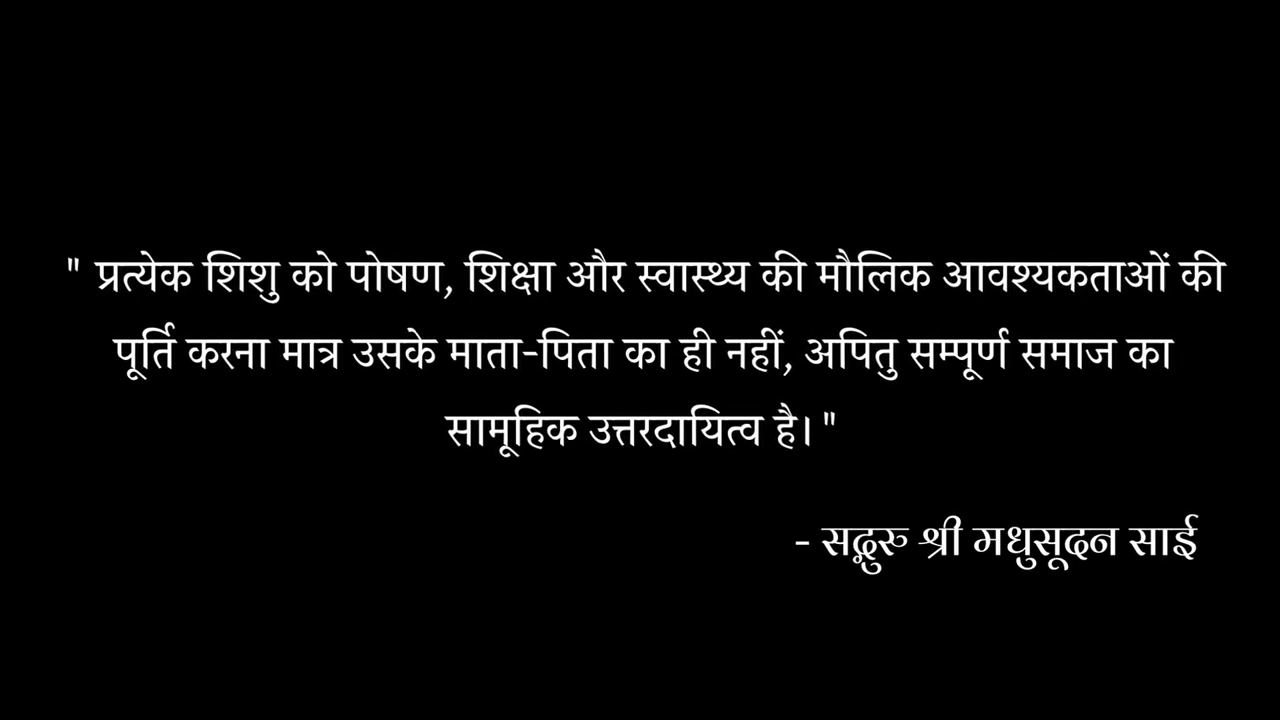 " प्रत्येक शिशु को पोषण, शिक्षा और स्वास्थ्य की मौलिक आवश्यकताओं की
पूर्ति करना मात्र उसके माता-पिता का ही नहीं, अपितु सम्पूर्ण समाज का
सामूहिक उत्तरदायित्व है। "
- सद्गुरु श्री मधुसूदन साई